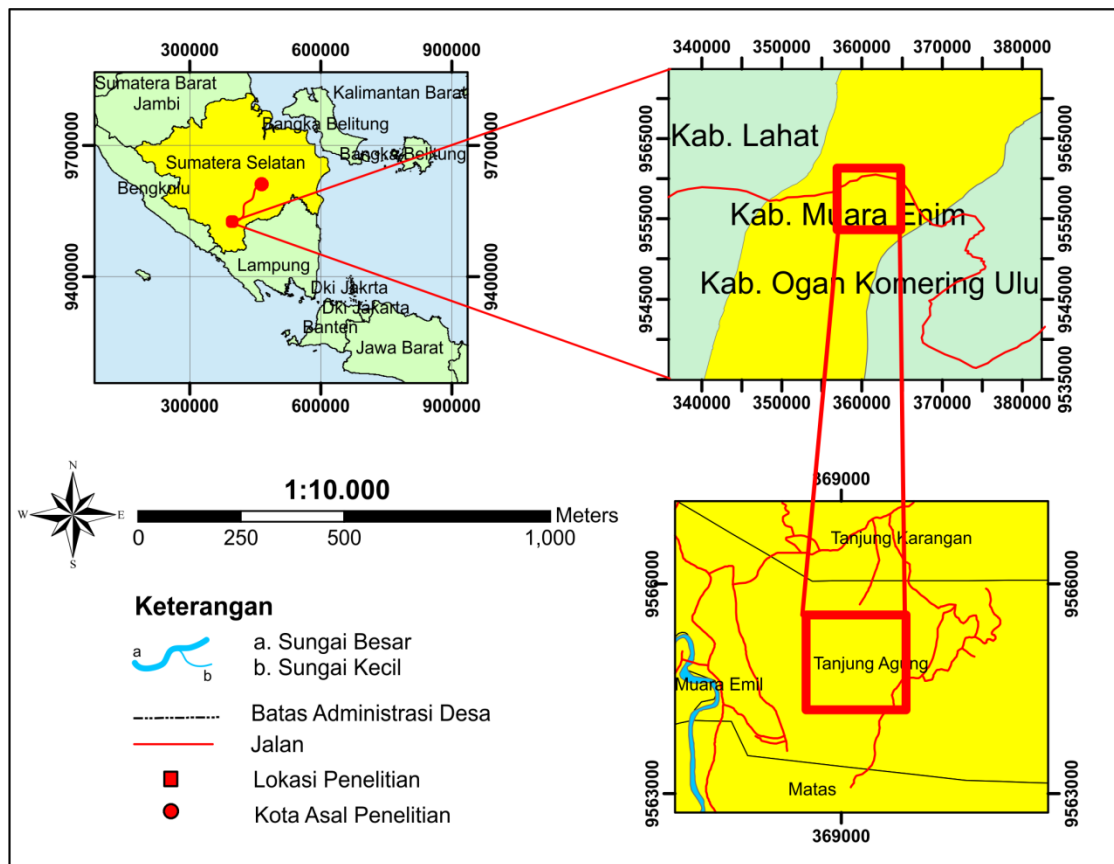 300000 600000 900000
Sumatera Barat
Jambi
Kalimantan Barat
Bangka Belitung
Bangka Belitung
Sumatera Selatan
Bengkulu
Lampung
Dki Jakrta
Dki Jakarta
Banten
Jawa Barat
9700000
9400000
9700000
9400000
300000 600000 900000
340000 350000 360000 370000 382000
Kab. Lahat
Kab. Muara Enim
Kab. Ogan Komering Ulu
9565000
9555000
9545000
9565000
9555000
9545000
9535000
340000 350000 360000 370000 382000
N
W E
S
1:10.000
Meters
0 250 500 1,000
Keterangan
a
b
a. Sungai Besar
b. Sungai Kecil
Batas Administrasi Desa
Jalan
Lokasi Penelitian
Kota Asal Penelitian
369000
Tanjung Karangan
Tanjung Agung
Muara Emil
Matas
9566000
9563000
9566000
9563000
369000